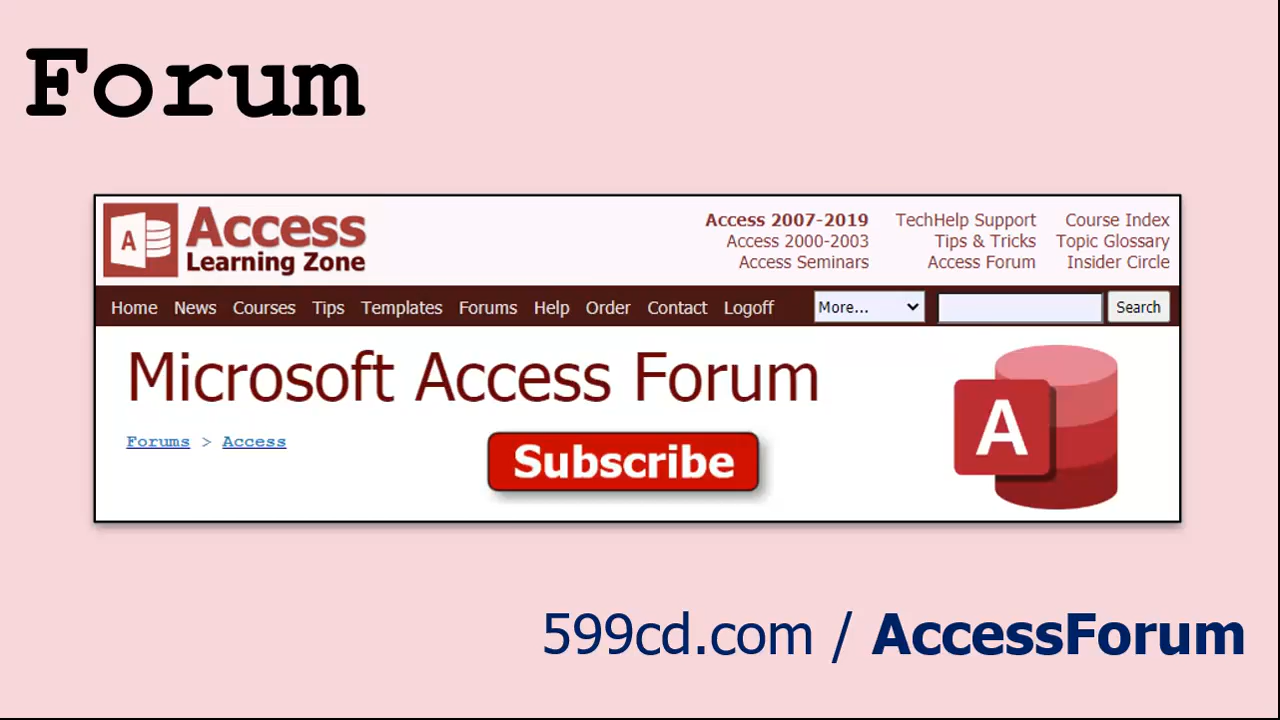 Forum
A
Access
Learning Zone
Access 2007-2019 TechHelp Support Course Index
Access 2000-2003 Tips & Tricks Topic Glossary
Access Seminars Access Forum Insider Circle
Home News Courses Tips Templates Forums Help Order Contact Logoff More... Search
Microsoft Access Forum
A
Forums > Access
Subscribe
599cd.com / AccessForum